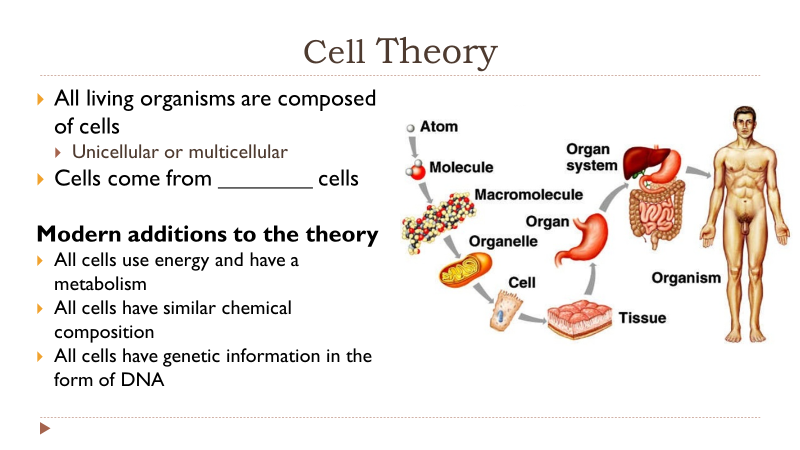 Cell Theory
All living organisms are composed
of cells
Unicellular or multicellular
Cells come from ________ cells
Modern additions to the theory
All cells use energy and have a
metabolism
All cells have similar chemical
composition
All cells have genetic information in the
form of DNA
Atom
Molecule
Macromolecule
Organelle
Cell
Tissue
Organ
Organ
system
Organism